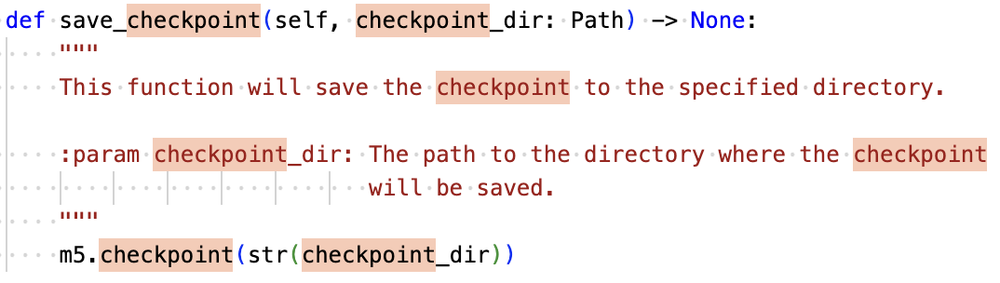 def save_checkpoint(self, checkpoint_dir: Path) -> None:
    """
    This function will save the checkpoint to the specified directory.

    :param checkpoint_dir: The path to the directory where the checkpoint
                           will be saved.
    """
    m5.checkpoint(str(checkpoint_dir))